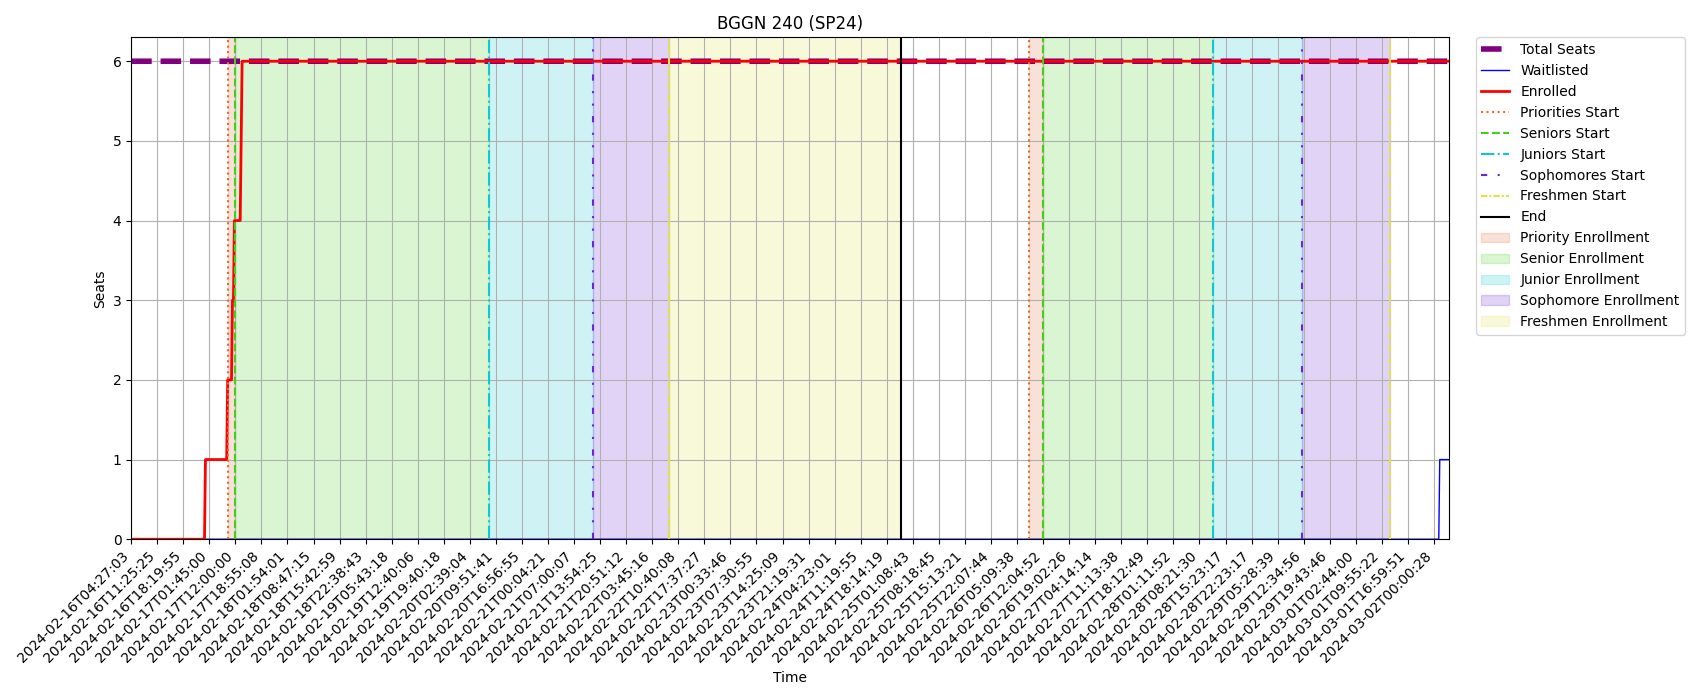 BGGN 240 (SP24)
Total Seats
Waitlisted
Enrolled
Priorities Start
Seniors Start
Juniors Start
Sophomores Start
Freshmen Start
End
Priority Enrollment
Senior Enrollment
Junior Enrollment
Sophomore Enrollment
Freshmen Enrollment
Seats
6
5
4
3
2
1
0
2024-02-16T04:27:03
2024-02-16T11:25:25
2024-02-16T18:19:55
2024-02-17T01:45:00
2024-02-17T12:00:00
2024-02-17T18:55:08
2024-02-18T01:54:01
2024-02-18T08:47:15
2024-02-18T15:42:59
2024-02-18T22:38:43
2024-02-19T05:43:18
2024-02-19T12:40:06
2024-02-19T19:40:18
2024-02-20T02:39:04
2024-02-20T09:51:41
2024-02-20T16:56:55
2024-02-21T00:04:21
2024-02-21T07:00:07
2024-02-21T13:54:25
2024-02-21T20:51:12
2024-02-22T03:45:16
2024-02-22T10:40:08
2024-02-22T17:37:27
2024-02-23T00:33:46
2024-02-23T07:30:55
2024-02-23T14:25:09
2024-02-23T21:19:31
2024-02-24T04:23:01
2024-02-24T11:19:55
2024-02-24T18:14:19
2024-02-25T01:08:43
2024-02-25T08:18:45
2024-02-25T15:13:21
2024-02-25T22:07:44
2024-02-26T05:09:38
2024-02-26T12:04:52
2024-02-26T19:02:26
2024-02-27T04:14:14
2024-02-27T11:13:38
2024-02-27T18:12:49
2024-02-28T01:11:52
2024-02-28T08:21:30
2024-02-28T15:23:17
2024-02-28T22:23:17
2024-02-29T05:28:39
2024-02-29T12:34:56
2024-02-29T19:43:46
2024-03-01T02:44:00
2024-03-01T09:55:22
2024-03-01T16:59:51
2024-03-02T00:00:28
Time